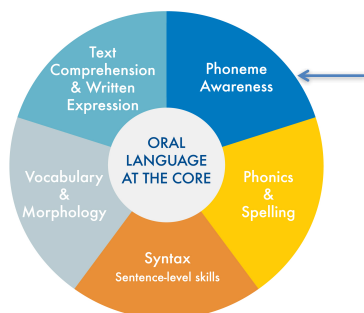 Text
Comprehension
& Written
Expression
Phoneme
Awareness
ORAL
LANGUAGE
AT THE CORE
Vocabulary
&
Morphology
Phonics
&
Spelling
Syntax
Sentence-level skills